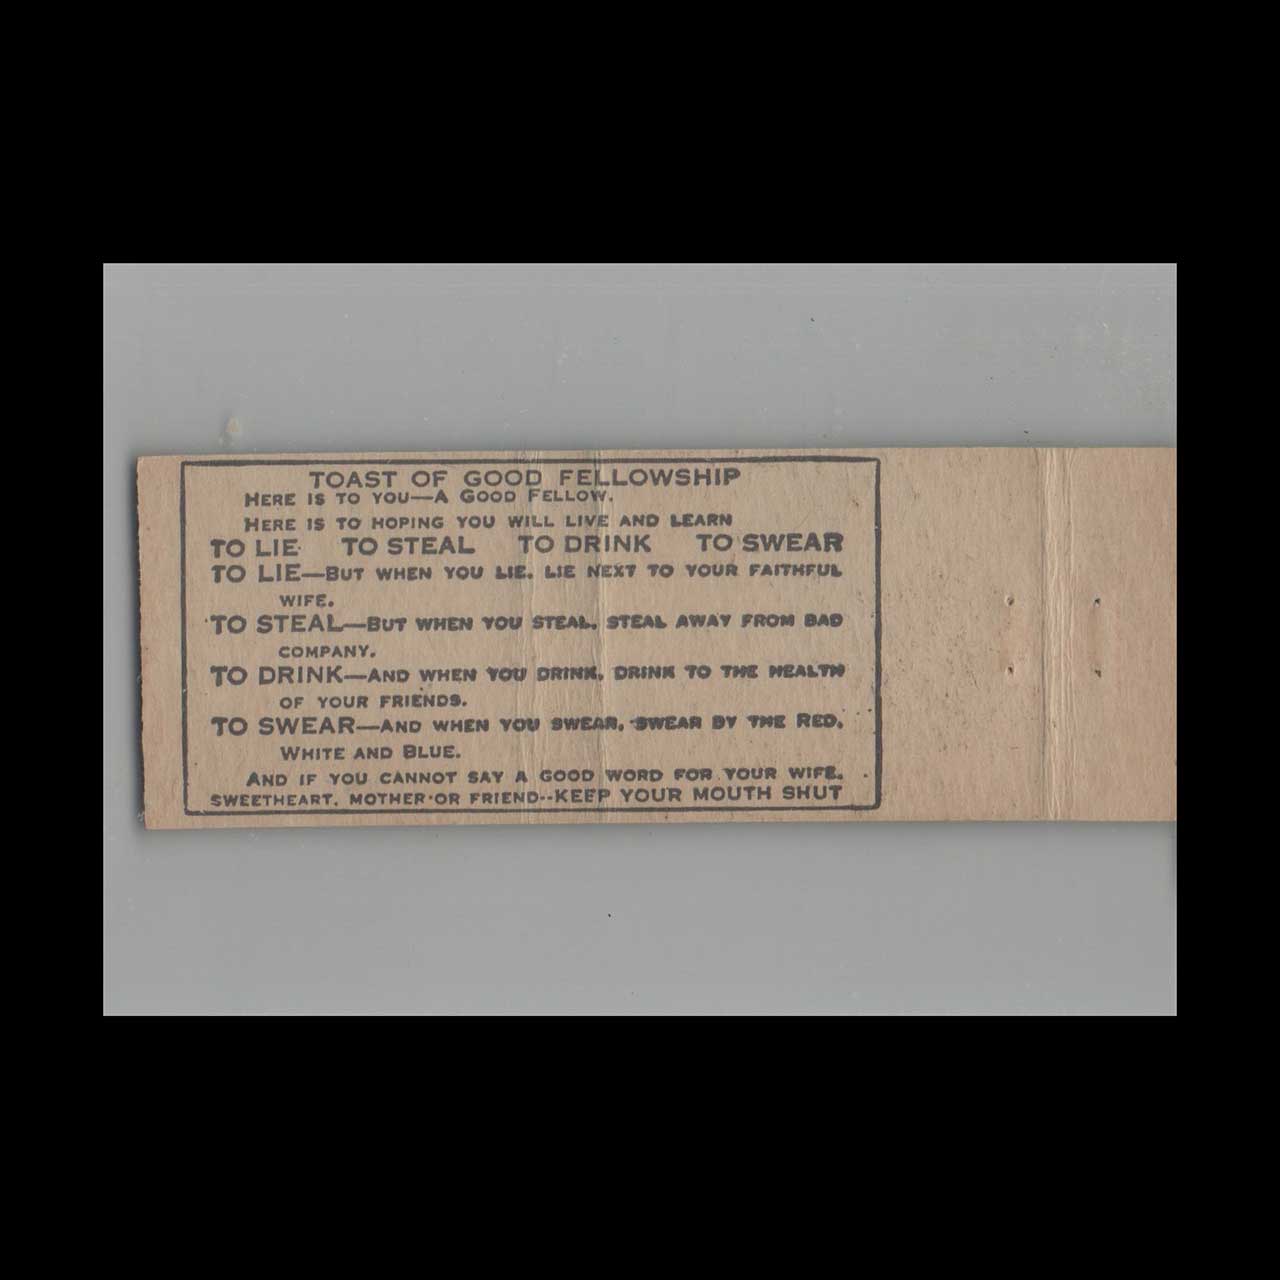 TOAST OF GOOD FELLOWSHIP
HERE IS TO YOU—A GOOD FELLOW.
HERE IS TO HOPING YOU WILL LIVE AND LEARN
TO LIE TO STEAL TO DRINK TO SWEAR
TO LIE—BUT WHEN YOU LIE, LIE NEXT TO YOUR FAITHFUL
WIFE.
TO STEAL—BUT WHEN YOU STEAL, STEAL AWAY FROM BAD
COMPANY.
TO DRINK—AND WHEN YOU DRINK, DRINK TO THE HEALTH
OF YOUR FRIENDS.
TO SWEAR—AND WHEN YOU SWEAR, SWEAR BY THE RED,
WHITE AND BLUE.
AND IF YOU CANNOT SAY A GOOD WORD FOR YOUR WIFE,
SWEETHEART, MOTHER OR FRIEND--KEEP YOUR MOUTH SHUT